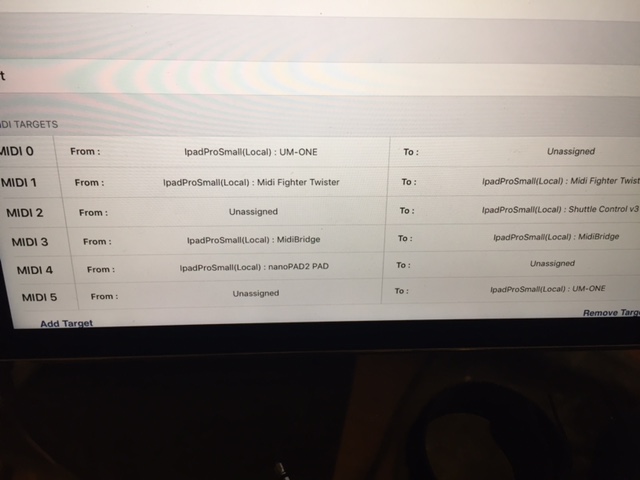 t
DI TARGETS
MIDI 0 From : IpadProSmall(Local) : UM-ONE To : Unassigned
MIDI 1 From : IpadProSmall(Local) : Midi Fighter Twister To : IpadProSmall(Local) : Midi Fighter Twist
MIDI 2 From : Unassigned To : IpadProSmall(Local) : Shuttle Control v3
MIDI 3 From : IpadProSmall(Local) : MidiBridge To : IpadProSmall(Local) : MidiBridge
MIDI 4 From : IpadProSmall(Local) : nanoPAD2 PAD To : Unassigned
MIDI 5 From : Unassigned To : IpadProSmall(Local) : UM-ONE
Add Target Remove Targ